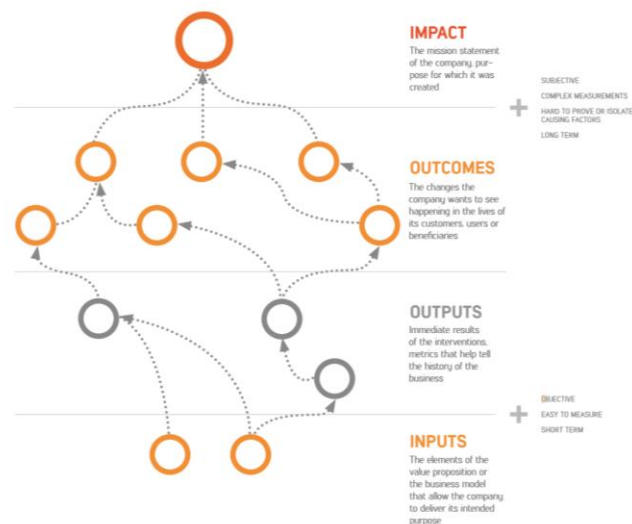 IMPACT
The mission statement
of the company, pur-
pose for which it was
created
SUBJECTIVE
COMPLEX MEASUREMENTS
HARD TO PROVE OR ISOLATE
CAUSING FACTORS
LONG TERM
OUTCOMES
The changes the
company wants to see
happening in the lives of
its customers, users or
beneficiaries
OUTPUTS
Immediate results
of the interventions,
metrics that help tell
the history of the
business
OBJECTIVE
EASY TO MEASURE
SHORT TERM
INPUTS
The elements of the
value proposition or
the business model
that allow the company
to deliver its intended
purpose